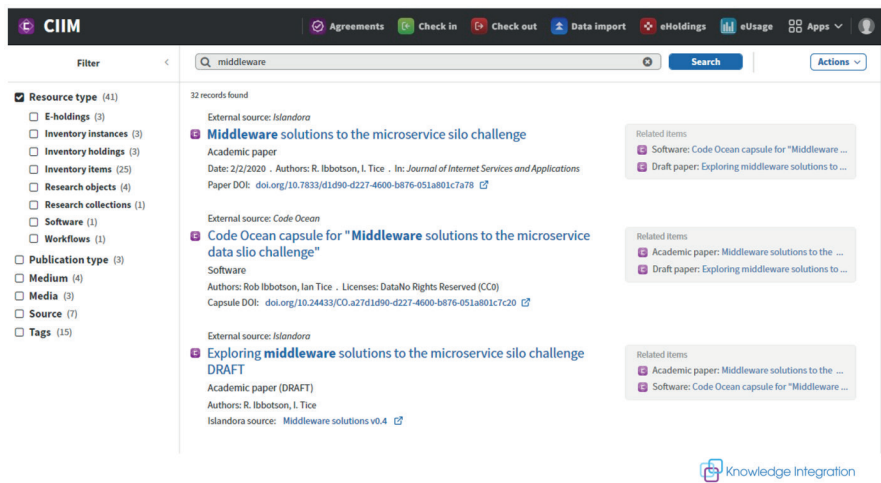 CIIM
Agreements
Check in
Check out
Data import
eHoldings
eUsage
Apps
Filter
middleware
Search
Actions
Resource type (41)
E-holdings (3)
Inventory instances (3)
Inventory holdings (3)
Inventory items (25)
Research objects (4)
Research collections (1)
Software (1)
Workflows (1)
Publication type (3)
Medium (4)
Media (3)
Source (7)
Tags (15)
32 records found
External source: Islandora
Middleware solutions to the microservice silo challenge
Academic paper
Date: 2/2/2020 . Authors: R. Ibbotson, I. Tice . In: Journal of Internet Services and Applications
Paper DOI: doi.org/10.7833/d1d90-d227-4600-b876-051a801c7a78
Related items
Software: Code Ocean capsule for "Middleware ...
Draft paper: Exploring middleware solutions to ...
External source: Code Ocean
Code Ocean capsule for "Middleware solutions to the microservice
data slio challenge"
Software
Authors: Rob Ibbotson, Ian Tice . Licenses: DataNo Rights Reserved (CC0)
Capsule DOI: doi.org/10.24433/CO.a27d1d90-d227-4600-b876-051a801c7c20
Related items
Academic paper: Middleware solutions to the ...
Draft paper: Exploring middleware solutions to ...
External source: Islandora
Exploring middleware solutions to the microservice silo challenge
DRAFT
Academic paper (DRAFT)
Authors: R. Ibbotson, I. Tice
Islandora source: Middleware solutions v0.4
Related items
Academic paper: Middleware solutions to the ...
Software: Code Ocean capsule for "Middleware ...
Knowledge Integration